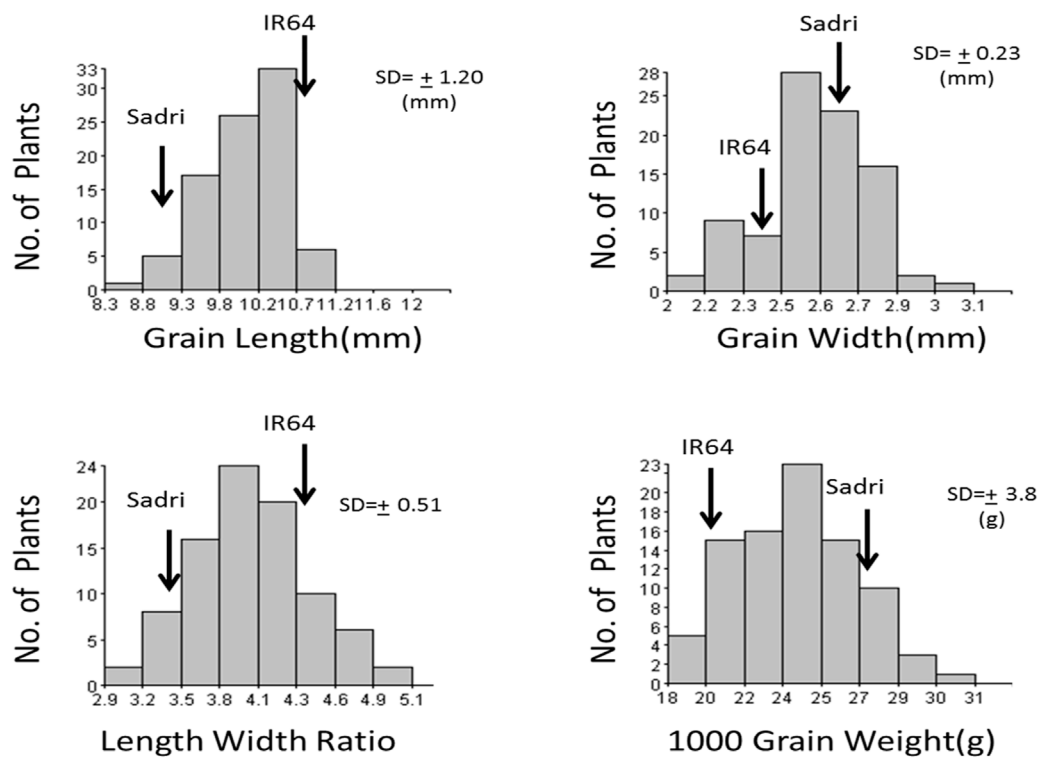 IR64
Sadri
SD= ± 1.20
(mm)
No. of Plants
33
30
25
20
15
10
5
0
8.3 8.8 9.3 9.8 10.21 10.7 11.21 11.6 12
Grain Length(mm)
Sadri
IR64
SD= ± 0.23
(mm)
No. of Plants
28
25
20
15
10
5
0
2 2.2 2.3 2.5 2.6 2.7 2.9 3 3.1
Grain Width(mm)
IR64
Sadri
SD=± 0.51
No. of Plants
24
20
15
10
5
0
2.9 3.2 3.5 3.8 4.1 4.3 4.6 4.9 5.1
Length Width Ratio
IR64
Sadri
SD=± 3.8
(g)
No. of Plants
23
20
18
16
14
12
10
8
6
4
2
0
18 20 22 24 25 27 29 30 31
1000 Grain Weight(g)